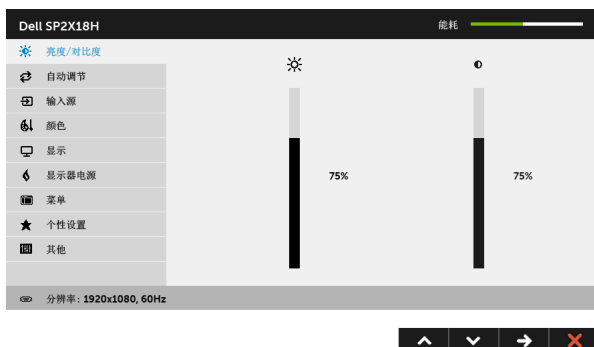 Dell SP2X18H
能耗
亮度/对比度
自动调节
输入源
颜色
显示
显示器电源
菜单
个性设置
其他
75%
75%
分辨率: 1920x1080, 60Hz